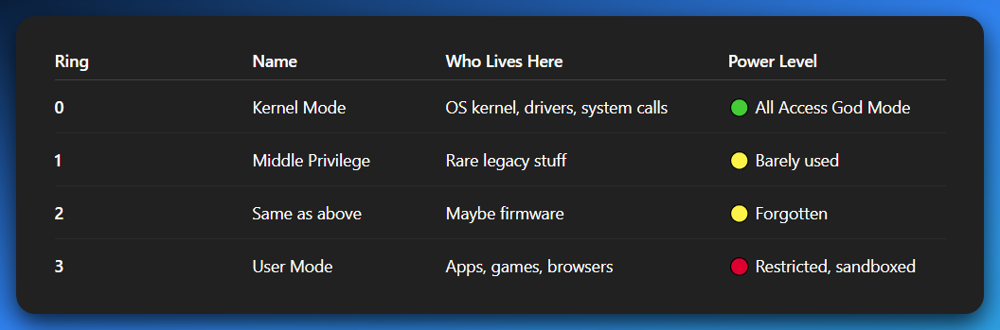 Ring Name Who Lives Here Power Level
0 Kernel Mode OS kernel, drivers, system calls All Access God Mode
1 Middle Privilege Rare legacy stuff Barely used
2 Same as above Maybe firmware Forgotten
3 User Mode Apps, games, browsers Restricted, sandboxed